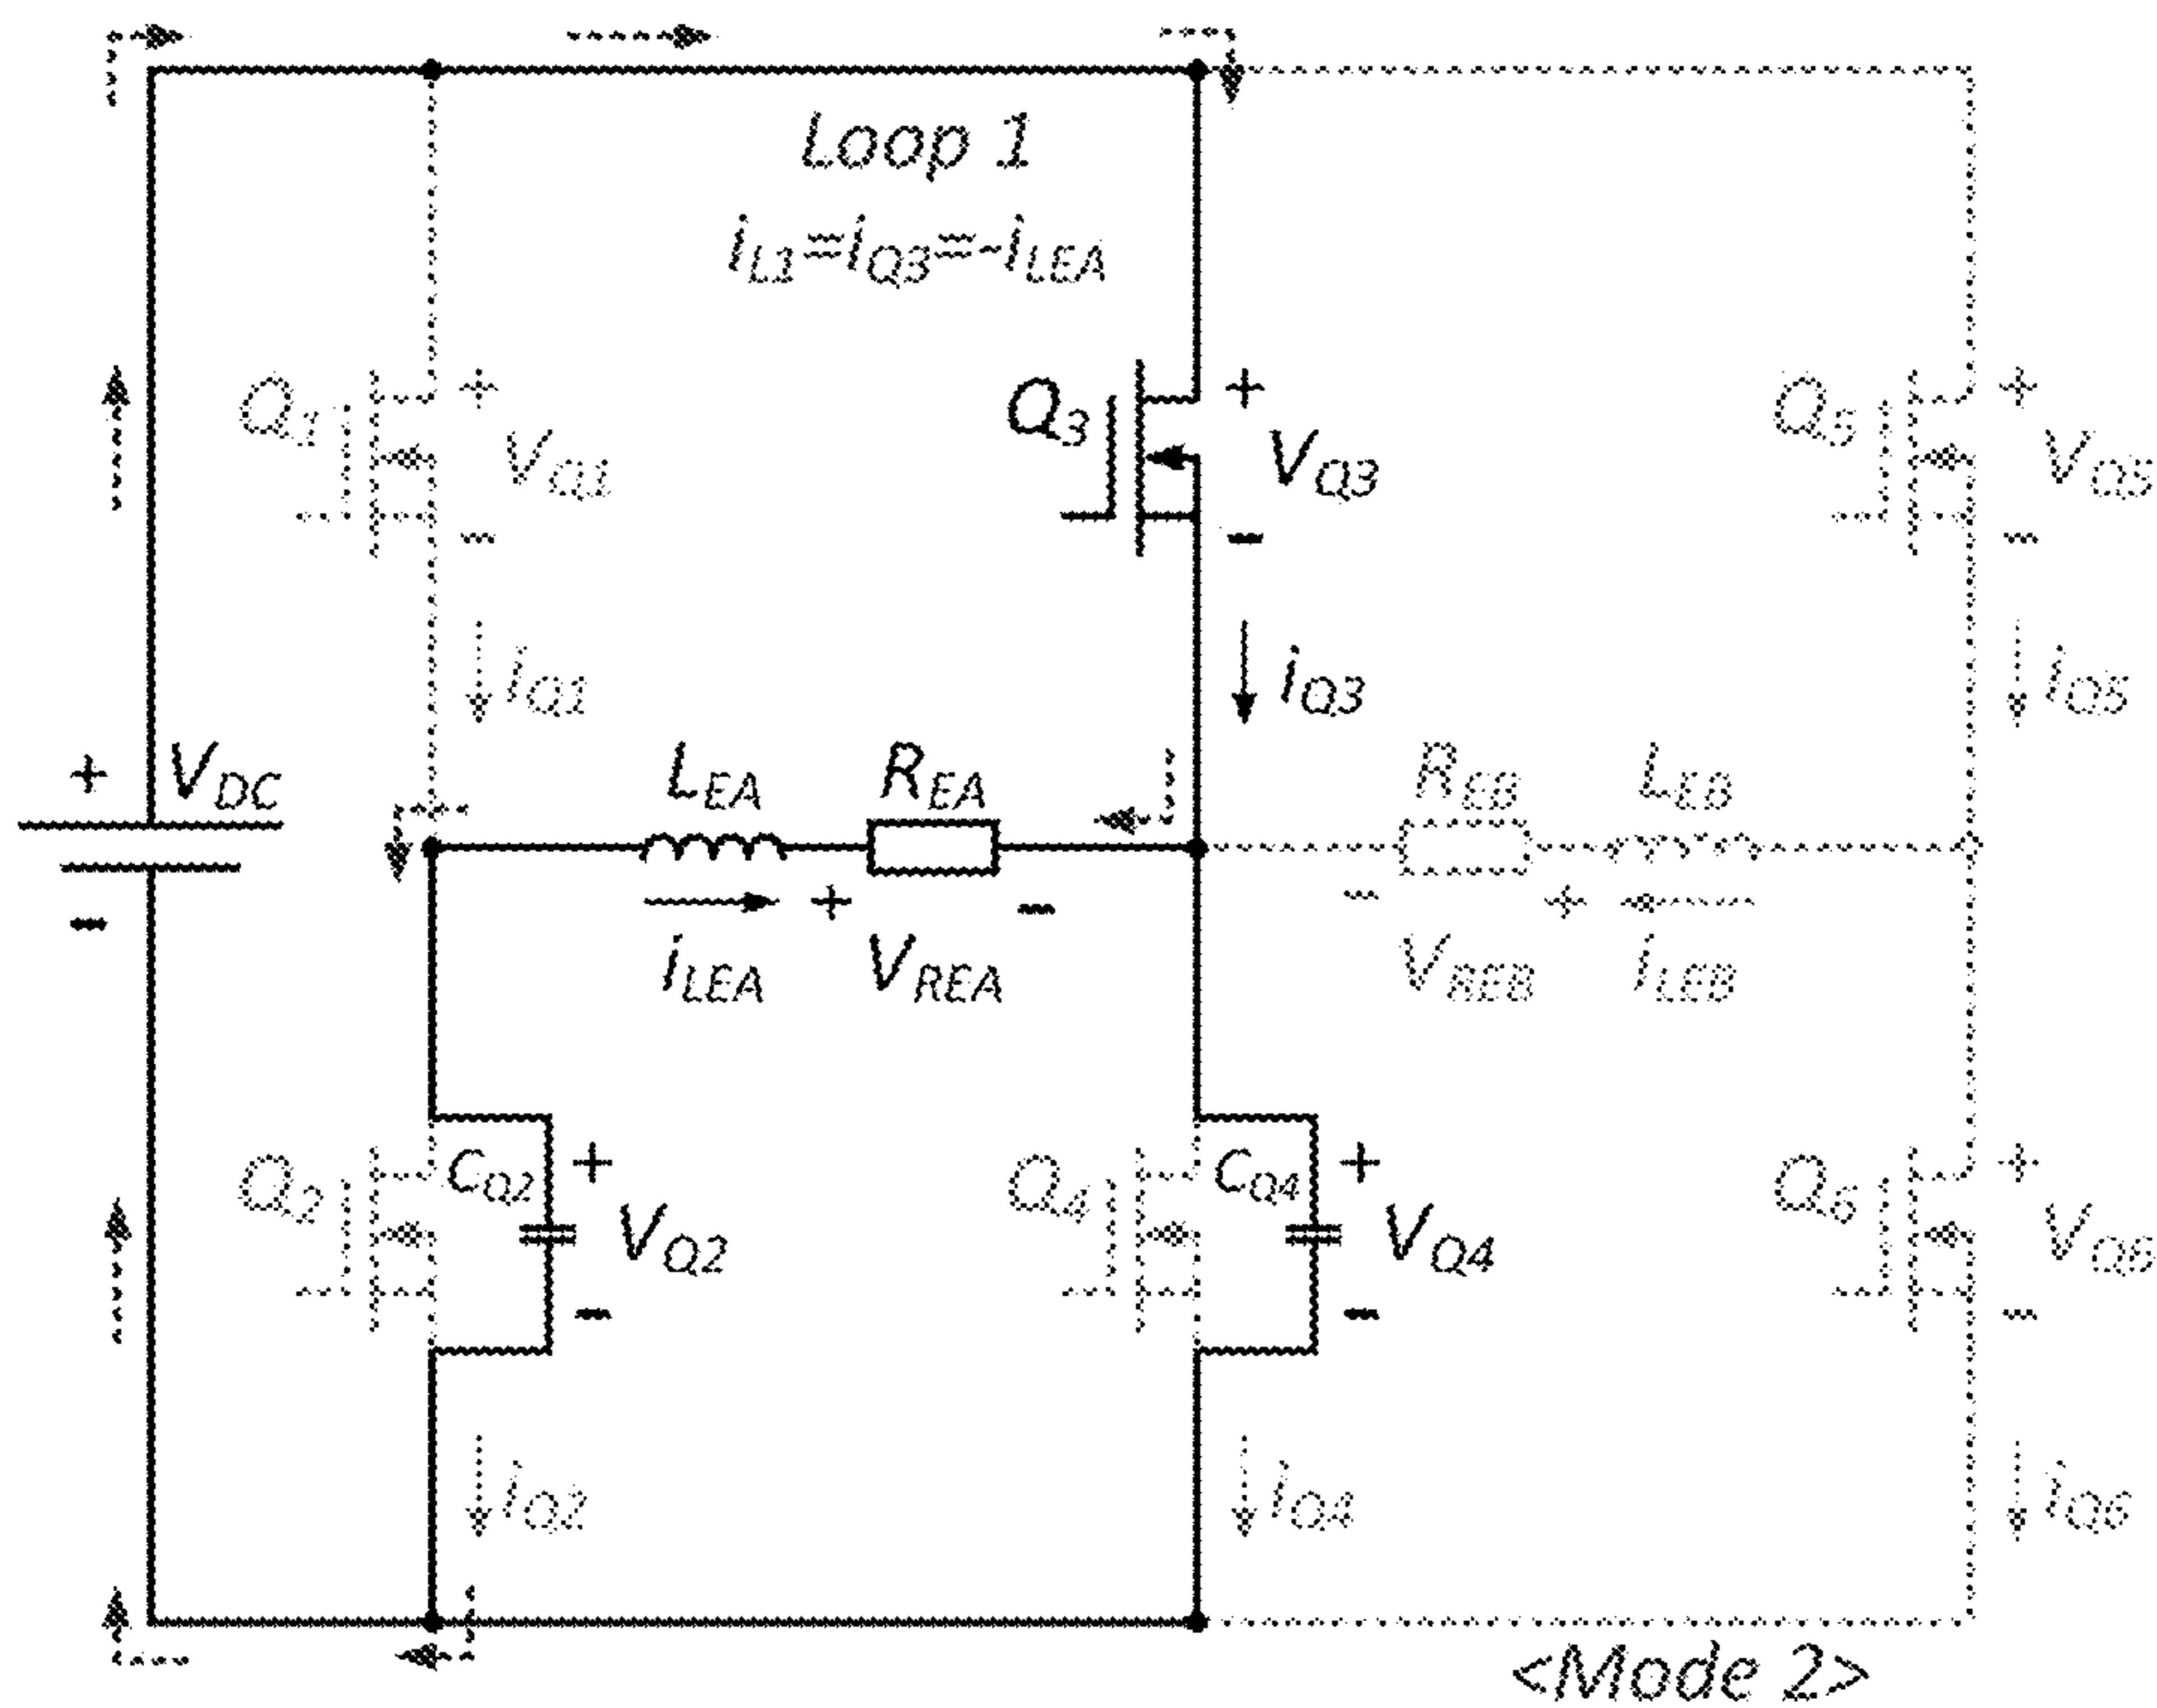 Loop 1
iL1=iQ3=-iLEA
Q1
+
VQ1
-
Q3
+
VQ3
-
Q5
+
VQ5
-
iQ1
iQ3
iQ5
+
VDC
-
LEA
REA
REB
LEB
iLEA
+
VREA
-
-
VREB
+
iLEB
Q2
CQ2
+
VQ2
-
Q4
CQ4
+
VQ4
-
Q6
+
VQ6
-
iQ2
iQ4
iQ6
<Mode 2>